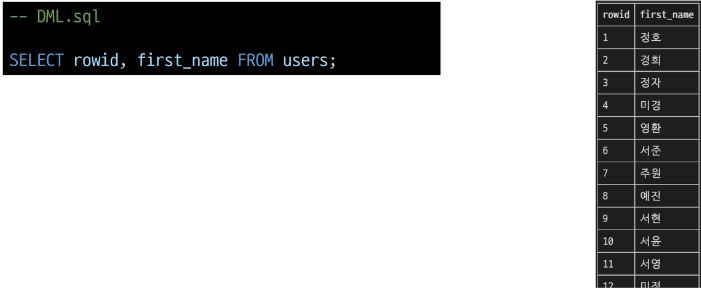 -- DML.sql
SELECT rowid, first_name FROM users;
rowid first_name
1 정호
2 경희
3 정자
4 미경
5 영환
6 서준
7 주원
8 예진
9 서현
10 서윤
11 서영
12 미정